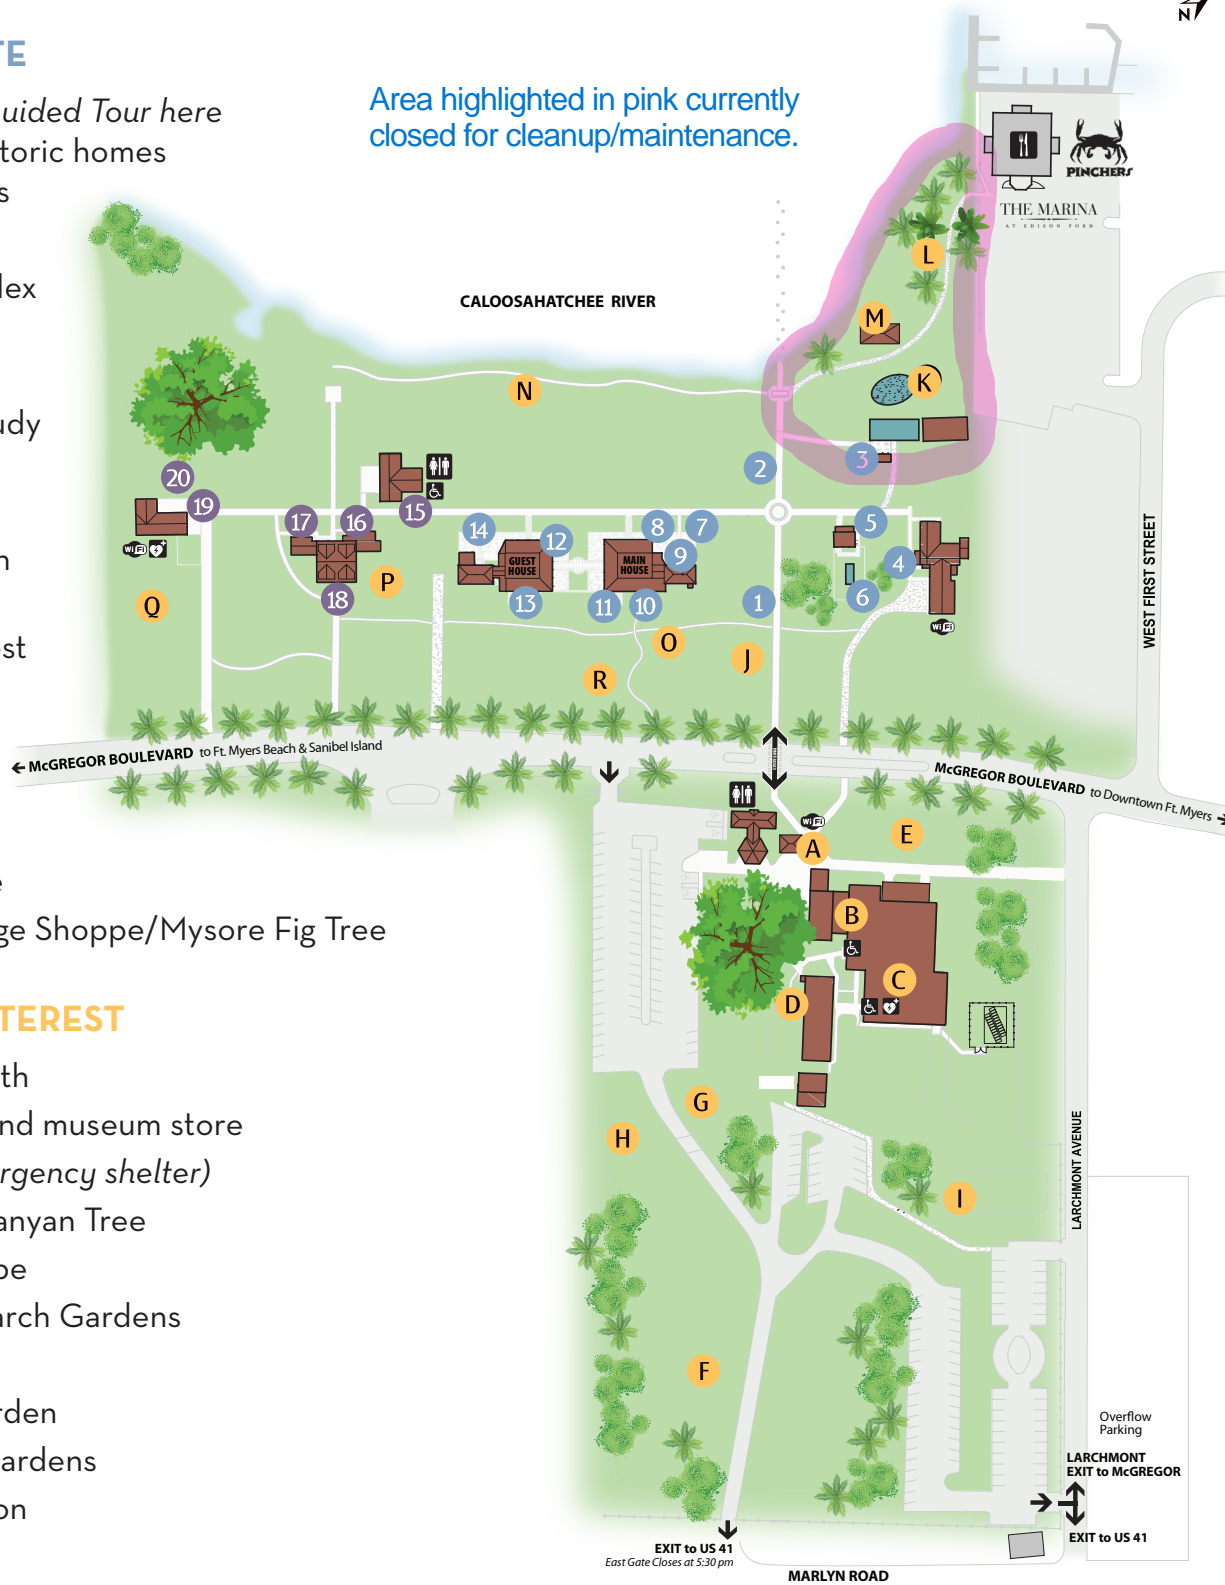 N
TE
uided Tour here
toric homes
s
lex
udy
n
est
e
ge Shoppe/Mysore Fig Tree
TEREST
th
nd museum store
rgency shelter)
anyan Tree
pe
arch Gardens
rden
ardens
on
Area highlighted in pink currently
closed for cleanup/maintenance.
PINCHERS
THE MARINA
AT EDISON FORD
CALOOSAHATCHEE RIVER
L
M
K
N
3
2
20
19
17
16
15
14
12
8
7
9
5
4
6
GUEST
HOUSE
MAIN
HOUSE
18
P
13
11
10
1
Q
O
J
R
WiFi
WiFi
WEST FIRST STREET
McGREGOR BOULEVARD to Ft. Myers Beach & Sanibel Island
McGREGOR BOULEVARD to Downtown Ft. Myers
WiFi
A
E
B
C
D
G
H
I
F
LARCHMONT AVENUE
Overflow
Parking
LARCHMONT
EXIT to McGREGOR
EXIT to US 41
EXIT to US 41
East Gate Closes at 5:30 pm
MARLYN ROAD